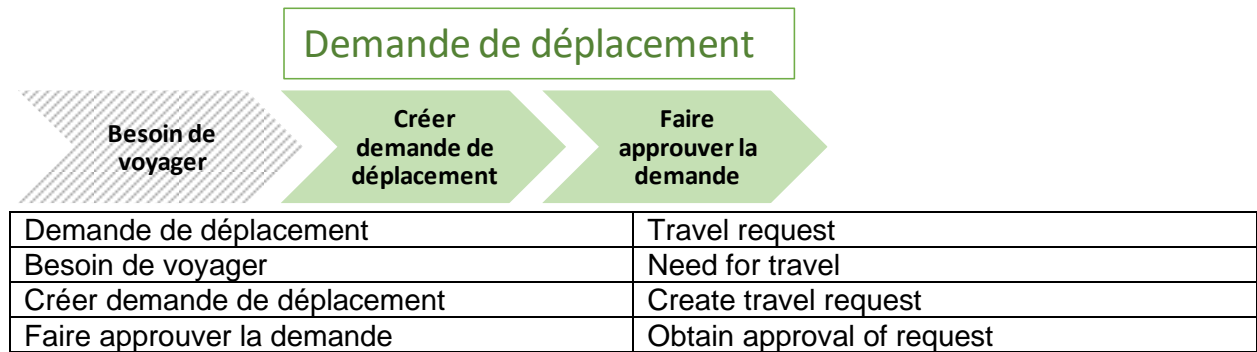 Demande de déplacement
Besoin de
voyager
Créer
demande de
déplacement
Faire
approuver la
demande
Demande de déplacement Travel request
Besoin de voyager Need for travel
Créer demande de déplacement Create travel request
Faire approuver la demande Obtain approval of request